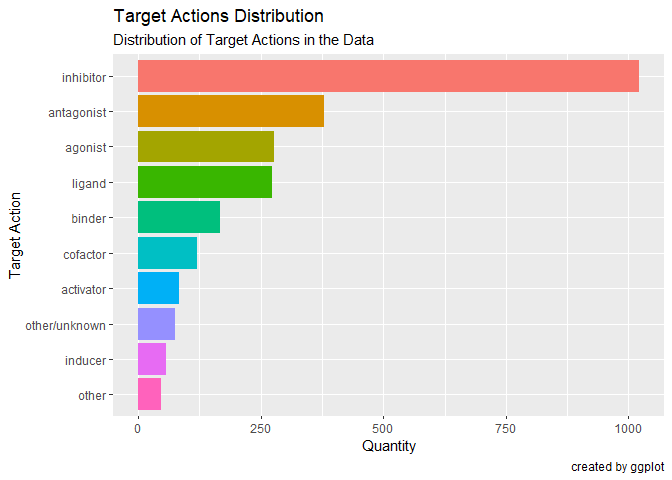 Target Actions Distribution
Distribution of Target Actions in the Data
Target Action
inhibitor
antagonist
agonist
ligand
binder
cofactor
activator
other/unknown
inducer
other
0 250 500 750 1000
Quantity
created by ggplot